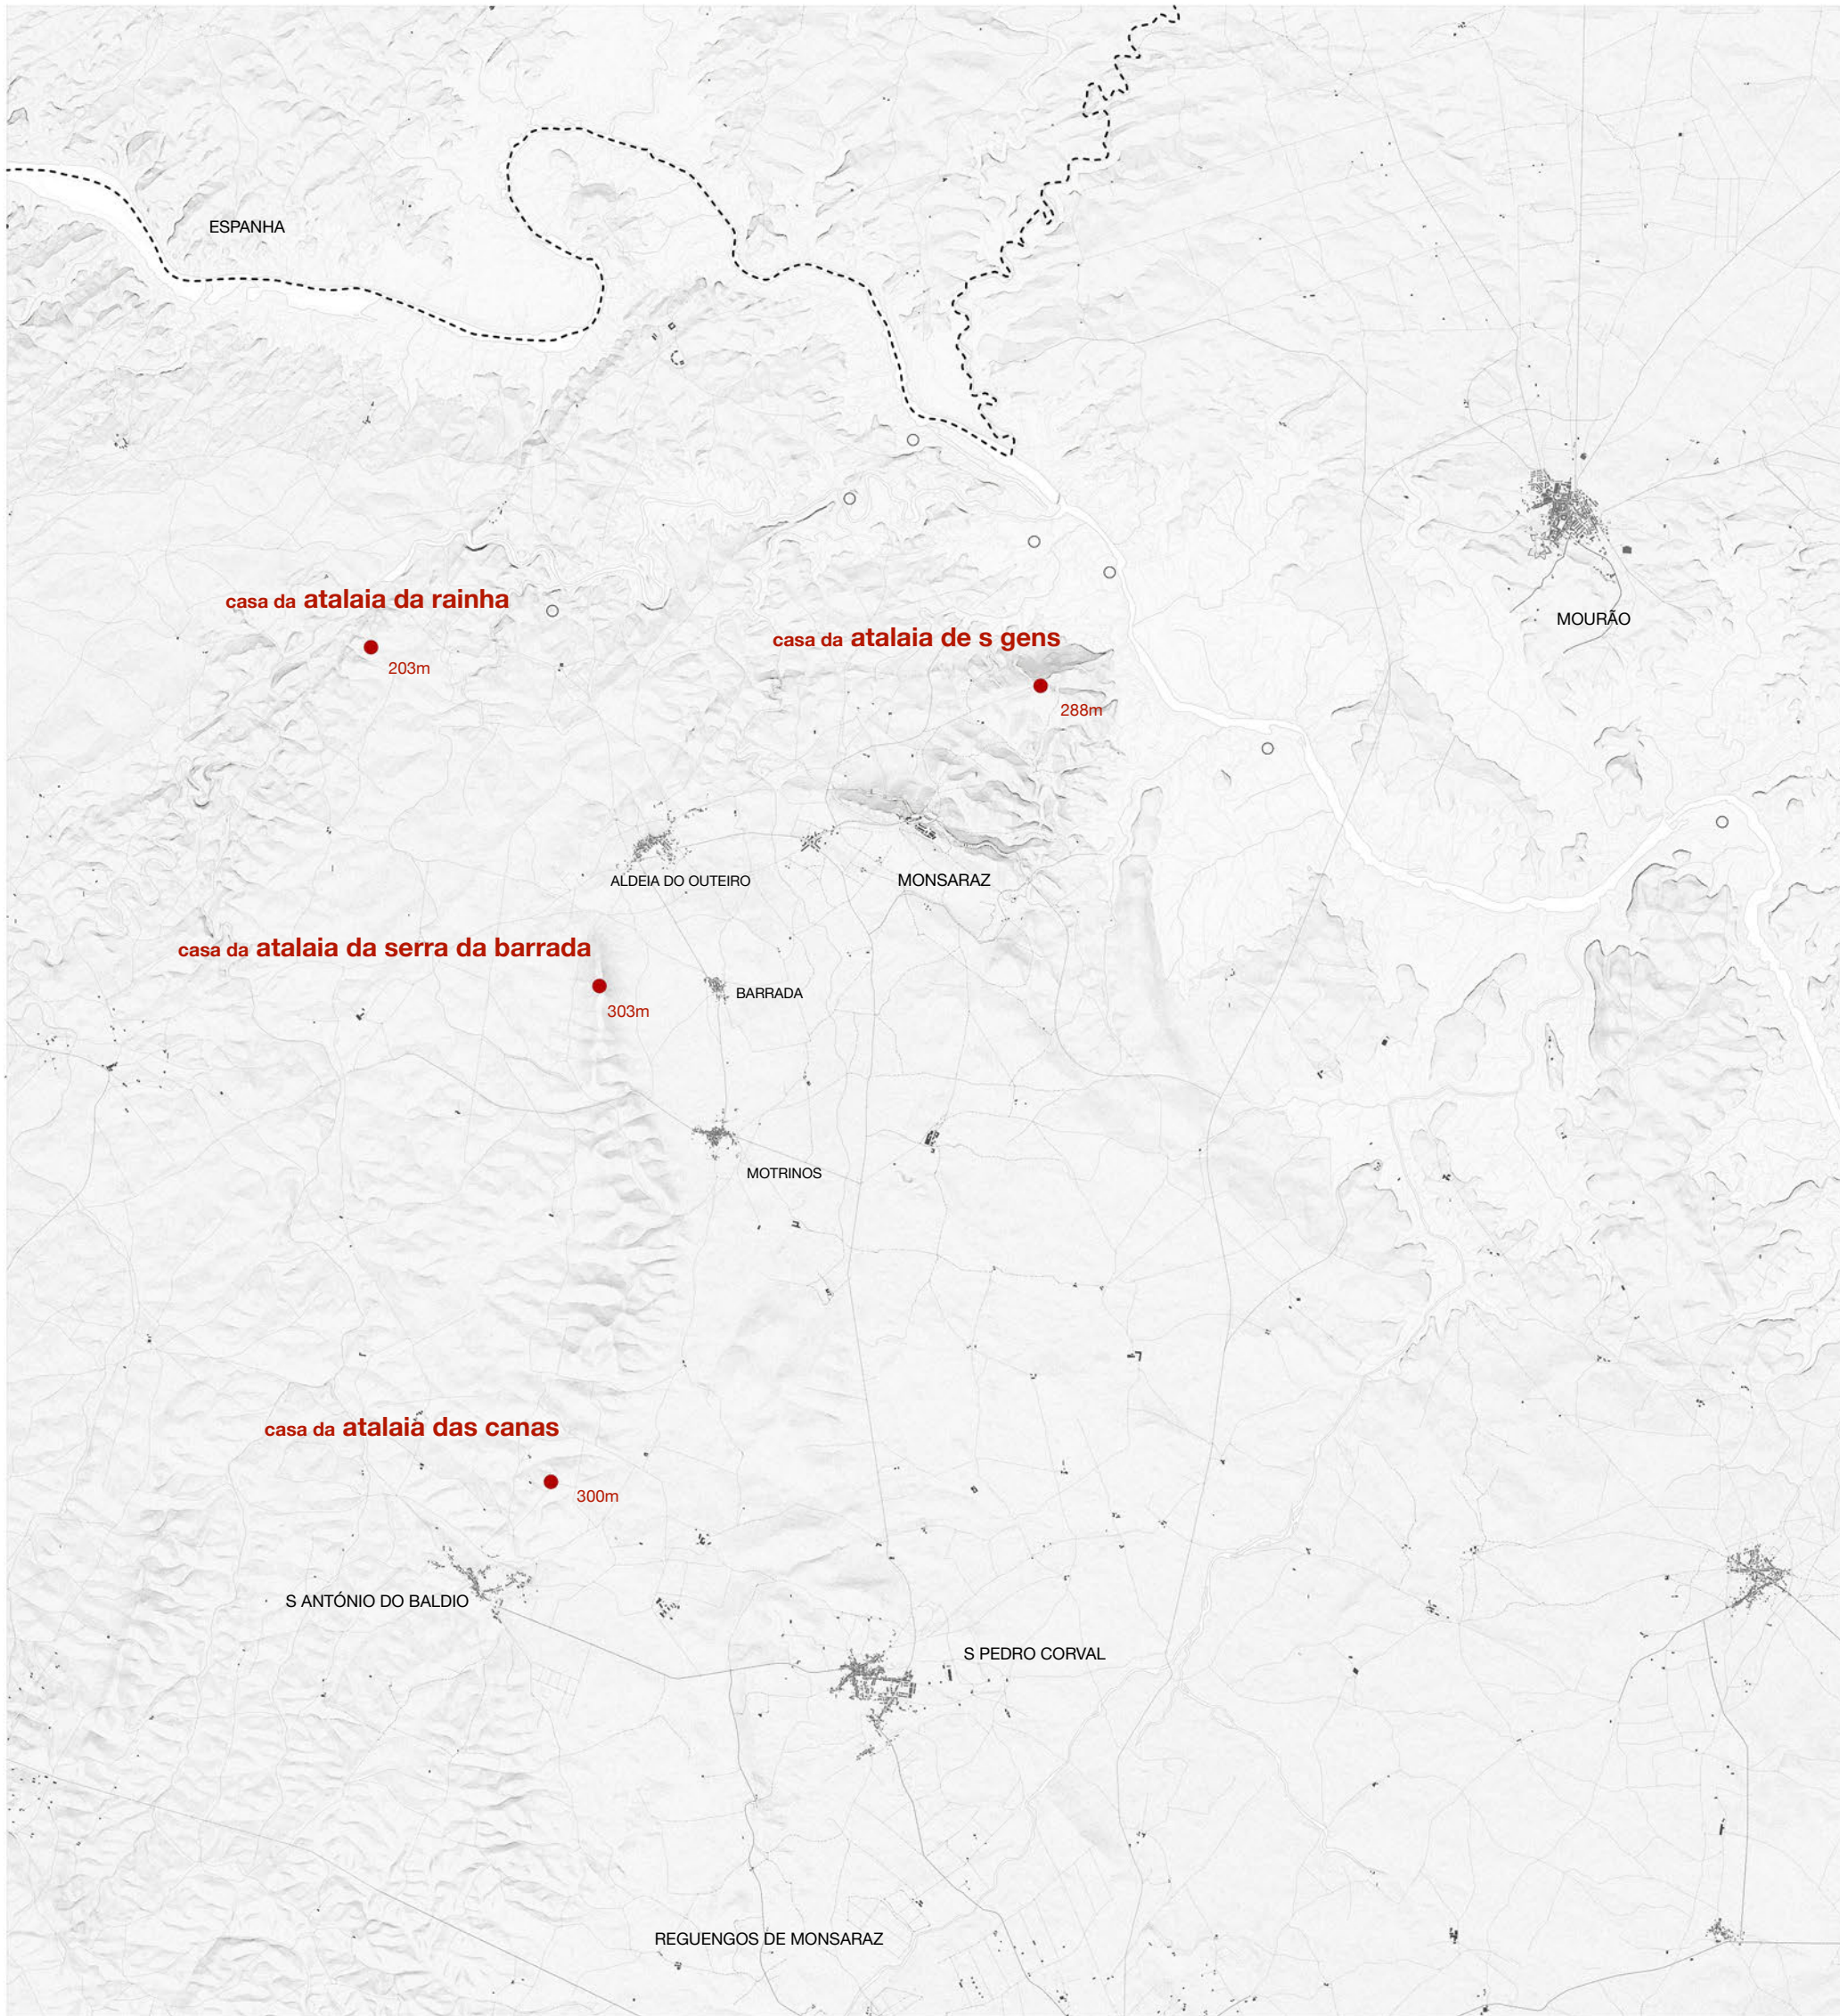 ESPANHA
casa da atalaia da rainha
203m
MOURÃO
casa da atalaia de s gens
288m
ALDEIA DO OUTEIRO
MONSARAZ
casa da atalaia da serra da barrada
303m
BARRADA
MOTRINOS
casa da atalaia das canas
300m
S ANTÓNIO DO BALDIO
S PEDRO CORVAL
REGUENGOS DE MONSARAZ